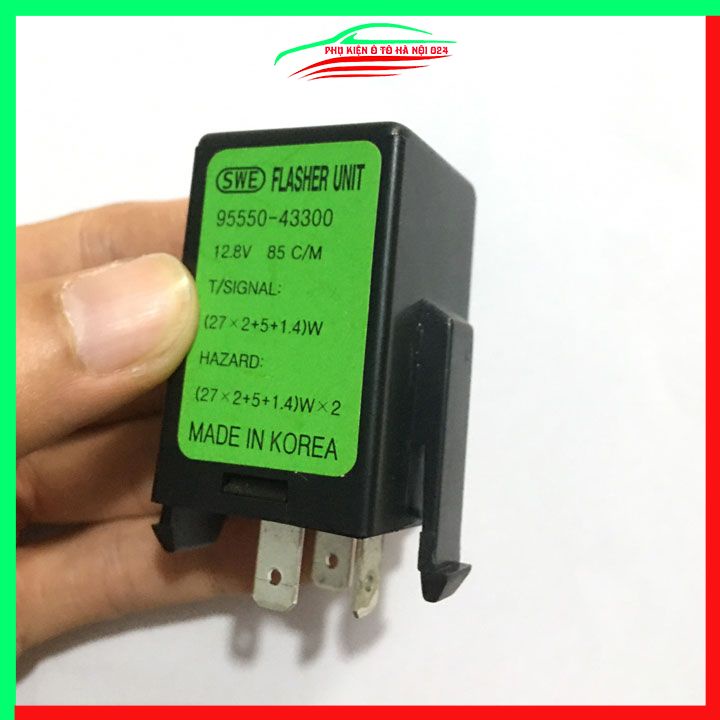 PHỤ KIỆN Ô TÔ HÀ NỘI 024
SWE FLASHER UNIT
95550-43300
12.8V 85 C/M
T/SIGNAL:
(27×2+5+1.4)W
HAZARD:
(27×2+5+1.4)W×2
MADE IN KOREA